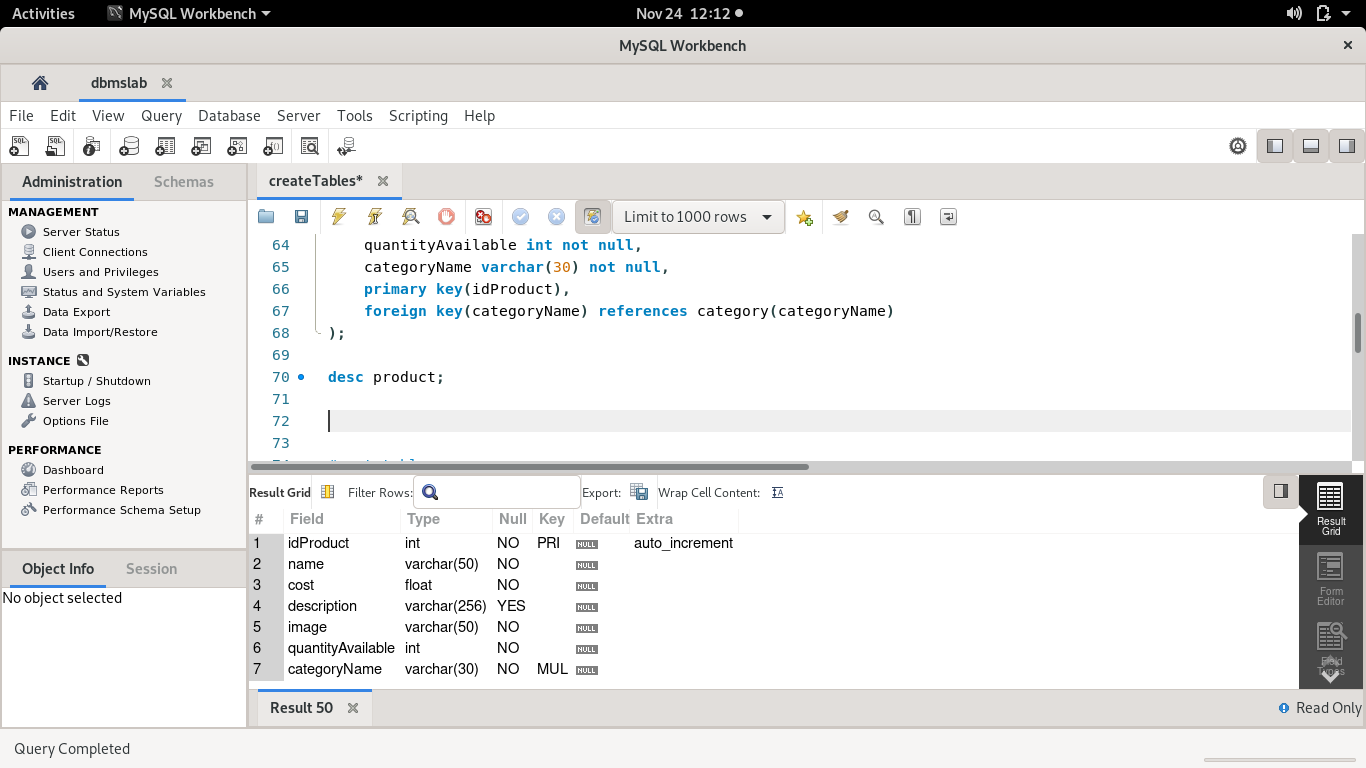 Activities MySQL Workbench Nov 24 12:12
MySQL Workbench
dbmslab
File Edit View Query Database Server Tools Scripting Help
Administration Schemas
createTables*
MANAGEMENT
Server Status
Client Connections
Users and Privileges
Status and System Variables
Data Export
Data Import/Restore
INSTANCE
Startup / Shutdown
Server Logs
Options File
PERFORMANCE
Dashboard
Performance Reports
Performance Schema Setup
Object Info Session
No object selected
Limit to 1000 rows
64 quantityAvailable int not null,
65 categoryName varchar(30) not null,
66 primary key(idProduct),
67 foreign key(categoryName) references category(categoryName)
68 );
69
70 desc product;
71
72
73
Result Grid Filter Rows: Export: Wrap Cell Content:
# Field Type Null Key Default Extra
1 idProduct int NO PRI NULL auto_increment
2 name varchar(50) NO NULL
3 cost float NO NULL
4 description varchar(256) YES NULL
5 image varchar(50) NO NULL
6 quantityAvailable int NO NULL
7 categoryName varchar(30) NO MUL NULL
Result
Grid
Form
Editor
Field
Types
Result 50
Read Only
Query Completed